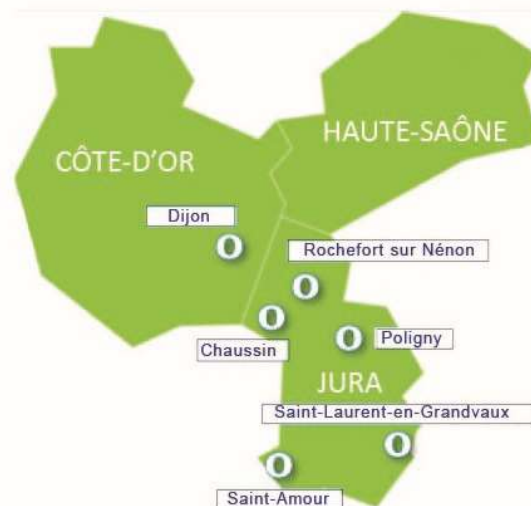 HAUTE-SAÔNE
CÔTE-D'OR
Dijon
Rochefort sur Nénon
Chaussin
Poligny
JURA
Saint-Laurent-en-Grandvaux
Saint-Amour